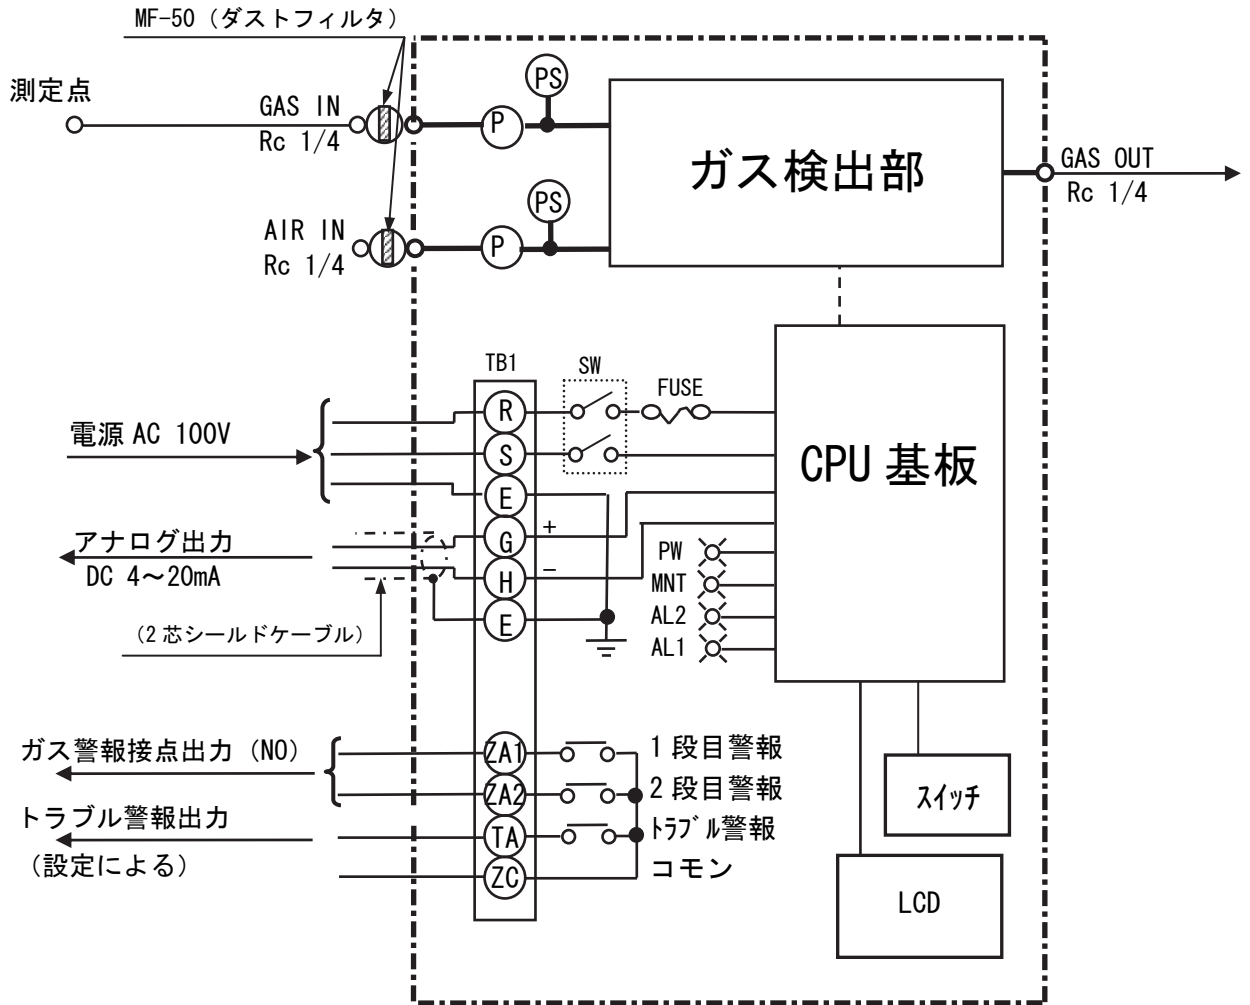 MF-50（ダストフィルタ）
測定点
GAS IN
Rc 1/4
P
PS
ガス検出部
GAS OUT
Rc 1/4
AIR IN
Rc 1/4
P
PS
TB1
SW
FUSE
電源 AC 100V
R
S
E
CPU 基板
アナログ出力
DC 4～20mA
G
+
H
−
E
（2 芯シールドケーブル）
PW
MNT
AL2
AL1
ガス警報接点出力（NO）
ZA1
1 段目警報
ZA2
2 段目警報
トラブル警報出力
（設定による）
TA
ﾄﾗﾌﾞﾙ警報
ZC
コモン
ｽｲｯﾁ
LCD